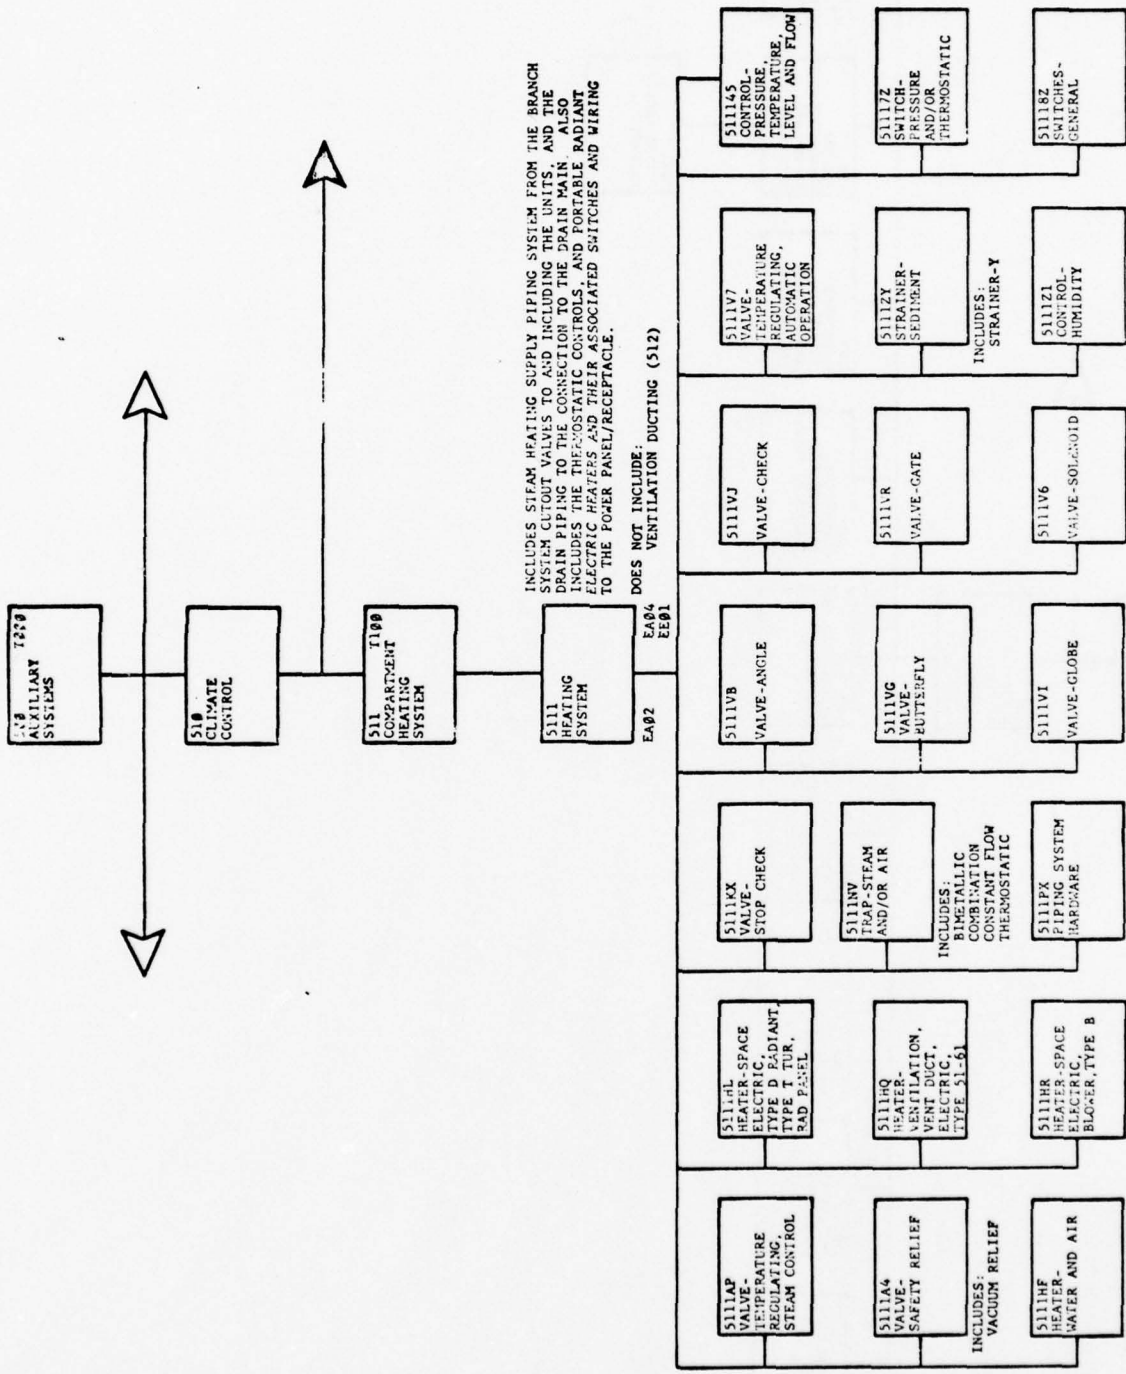 T200
AUXILIARY
SYSTEMS
510
CLIMATE
CONTROL
511 T100
COMPARTMENT
HEATING
SYSTEM
5111
HEATING
SYSTEM
INCLUDES STEAM HEATING SUPPLY PIPING SYSTEM FROM THE BRANCH
SYSTEM CUTOUT VALVES TO AND INCLUDING THE UNITS, AND THE
DRAIN PIPING TO THE CONNECTION TO THE DRAIN MAIN. ALSO
INCLUDES THE THERMOSTATIC CONTROLS, AND PORTABLE RADIANT
ELECTRIC HEATERS AND THEIR ASSOCIATED SWITCHES AND WIRING
TO THE POWER PANEL/RECEPTACLE.
DOES NOT INCLUDE:
VENTILATION DUCTING (512)
EA02
EA04
EE01
5111AP
VALVE-
TEMPERATURE
REGULATING,
STEAM CONTROL
5111A4
VALVE-
SAFETY RELIEF
INCLUDES:
VACUUM RELIEF
5111HF
HEATER-
WATER AND AIR
5111HL
HEATER-SPACE
ELECTRIC,
TYPE D RADIANT,
TYPE T TUR,
RAD PANEL
5111HQ
HEATER-
VENTILATION,
VENT DUCT,
ELECTRIC,
TYPE 51-61
5111HR
HEATER-SPACE
ELECTRIC,
BLOWER,TYPE B
5111KX
VALVE-
STOP CHECK
5111NV
TRAP-STEAM
AND/OR AIR
INCLUDES:
BIMETALLIC
COMBINATION
CONSTANT FLOW
THERMOSTATIC
5111PX
PIPING SYSTEM
HARDWARE
5111VB
VALVE-ANGLE
5111VG
VALVE-
BUTTERFLY
5111VI
VALVE-GLOBE
5111VJ
VALVE-CHECK
5111VR
VALVE-GATE
5111V6
VALVE-SOLENOID
5111V7
VALVE-
TEMPERATURE
REGULATING,
AUTOMATIC
OPERATION
5111ZY
STRAINER-
SEDIMENT
INCLUDES:
STRAINER-Y
5111Z1
CONTROL-
HUMIDITY
511145
CONTROL-
PRESSURE,
TEMPERATURE,
LEVEL AND FLOW
51117Z
SWITCH-
PRESSURE
AND/OR
THERMOSTATIC
51118Z
SWITCHES-
GENERAL